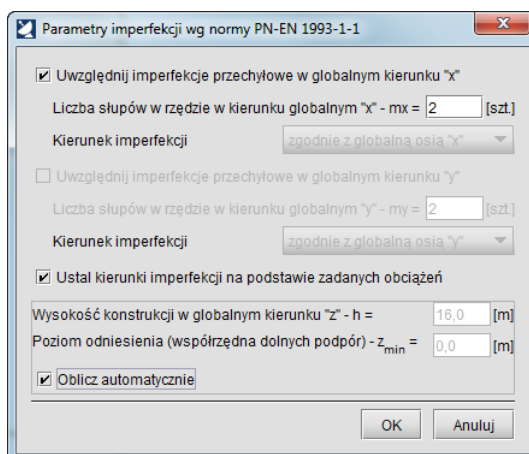 Parametry imperfekcji wg normy PN-EN 1993-1-1
Uwzględnij imperfekcje przechyłowe w globalnym kierunku "x"
Liczba słupów w rzędzie w kierunku globalnym "x" - mx = 2 [szt.]
Kierunek imperfekcji zgodnie z globalną osią "x"
Uwzględnij imperfekcje przechyłowe w globalnym kierunku "y"
Liczba słupów w rzędzie w kierunku globalnym "y" - my = 2 [szt.]
Kierunek imperfekcji zgodnie z globalną osią "y"
Ustal kierunki imperfekcji na podstawie zadanych obciążeń
Wysokość konstrukcji w globalnym kierunku "z" - h = 16,0 [m]
Poziom odniesienia (współrzędna dolnych podpór) - zmin = 0,0 [m]
Oblicz automatycznie
OK Anuluj